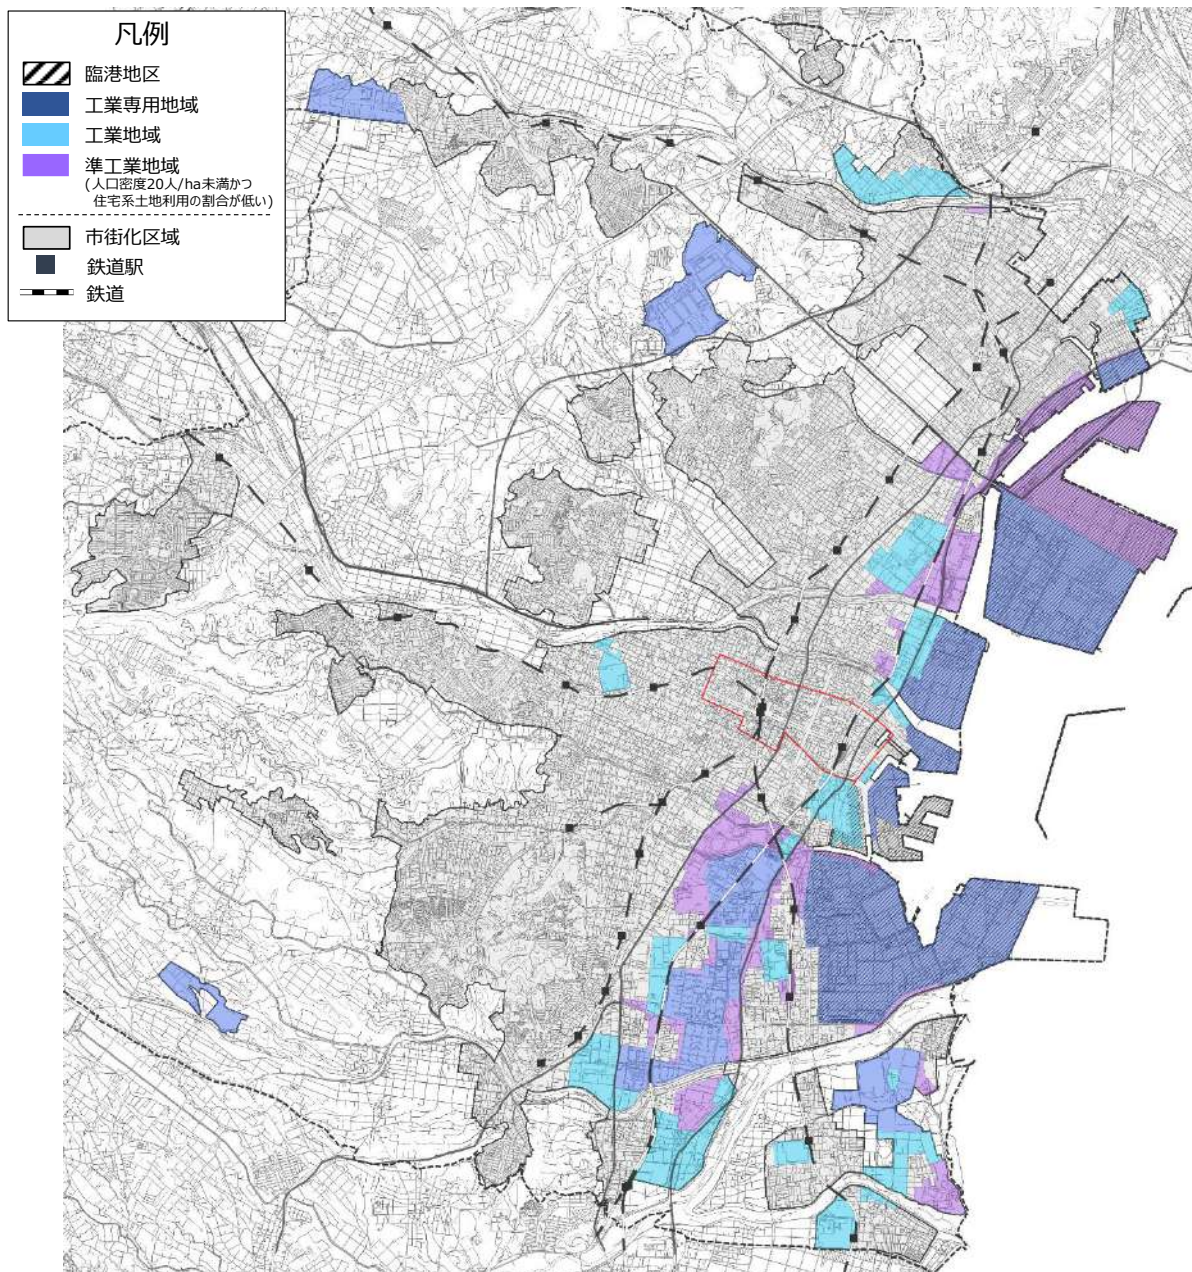 凡例
臨港地区
工業専用地域
工業地域
準工業地域
(人口密度20人/ha未満かつ
住宅系土地利用の割合が低い)
市街化区域
鉄道駅
鉄道